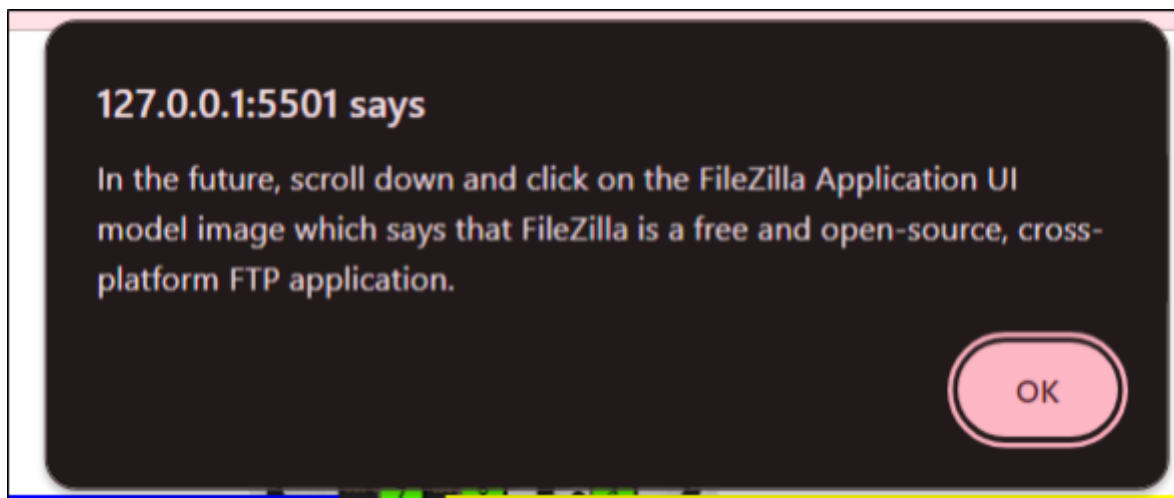 127.0.0.1:5501 says
In the future, scroll down and click on the FileZilla Application UI
model image which says that FileZilla is a free and open-source, cross-
platform FTP application.
OK